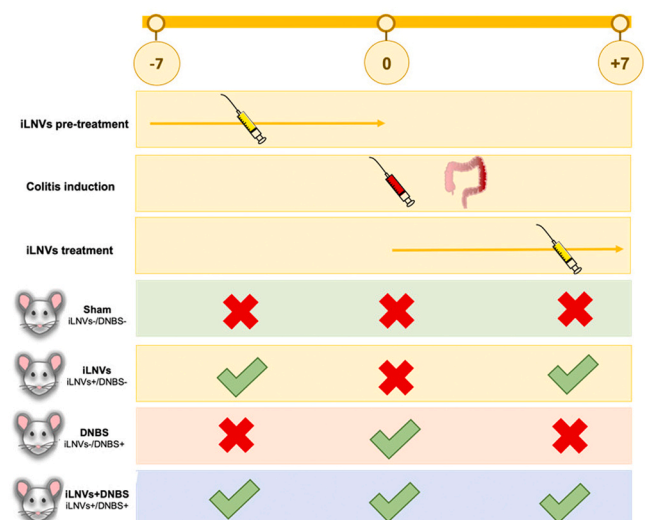 -7
0
+7
iLNVs pre-treatment
Colitis induction
iLNVs treatment
Sham
iLNVs-/DNBS-
iLNVs
iLNVs+/DNBS-
DNBS
iLNVs-/DNBS+
iLNVs+DNBS
iLNVs+/DNBS+